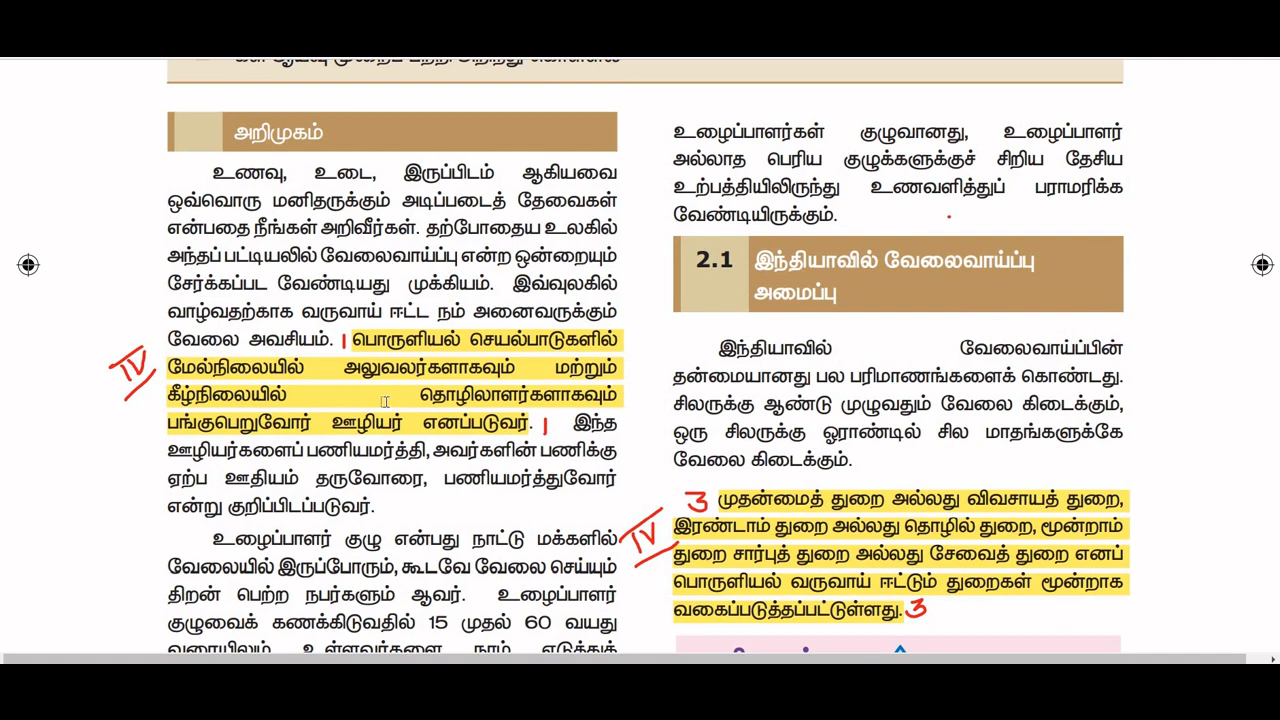 அறிமுகம்
உணவு, உடை, இருப்பிடம் ஆகியவை
ஒவ்வொரு மனிதருக்கும் அடிப்படைத் தேவைகள்
என்பதை நீங்கள் அறிவீர்கள். தற்போதைய உலகில்
அந்தப் பட்டியலில் வேலைவாய்ப்பு என்ற ஒன்றையும்
சேர்க்கப்பட வேண்டியது முக்கியம். இவ்வுலகில்
வாழ்வதற்காக வருவாய் ஈட்ட நம் அனைவருக்கும்
வேலை அவசியம். | பொருளியல் செயல்பாடுகளில்
IV
மேல்நிலையில் அலுவலர்களாகவும் மற்றும்
கீழ்நிலையில் தொழிலாளர்களாகவும்
பங்குபெறுவோர் ஊழியர் எனப்படுவர். | இந்த
ஊழியர்களைப் பணியமர்த்தி, அவர்களின் பணிக்கு
ஏற்ப ஊதியம் தருவோரை, பணியமர்த்துவோர்
என்று குறிப்பிடப்படுவர்.
உழைப்பாளர் குழு என்பது நாட்டு மக்களில்
வேலையில் இருப்போரும், கூடவே வேலை செய்யும்
திறன் பெற்ற நபர்களும் ஆவர். உழைப்பாளர்
குழுவைக் கணக்கிடுவதில் 15 முதல் 60 வயது
வரையிலும் உள்ளவர்களை நாம் எடுத்துக்
உழைப்பாளர்கள் குழுவானது, உழைப்பாளர்
அல்லாத பெரிய குழுக்களுக்குச் சிறிய தேசிய
உற்பத்தியிலிருந்து உணவளித்துப் பராமரிக்க
வேண்டியிருக்கும்.
2.1 இந்தியாவில் வேலைவாய்ப்பு
அமைப்பு
இந்தியாவில் வேலைவாய்ப்பின்
தன்மையானது பல பரிமாணங்களைக் கொண்டது.
சிலருக்கு ஆண்டு முழுவதும் வேலை கிடைக்கும்,
ஒரு சிலருக்கு ஓராண்டில் சில மாதங்களுக்கே
வேலை கிடைக்கும்.
3 முதன்மைத் துறை அல்லது விவசாயத் துறை,
IV
இரண்டாம் துறை அல்லது தொழில் துறை, மூன்றாம்
துறை சார்புத் துறை அல்லது சேவைத் துறை எனப்
பொருளியல் வருவாய் ஈட்டும் துறைகள் மூன்றாக
வகைப்படுத்தப்பட்டுள்ளது. 3